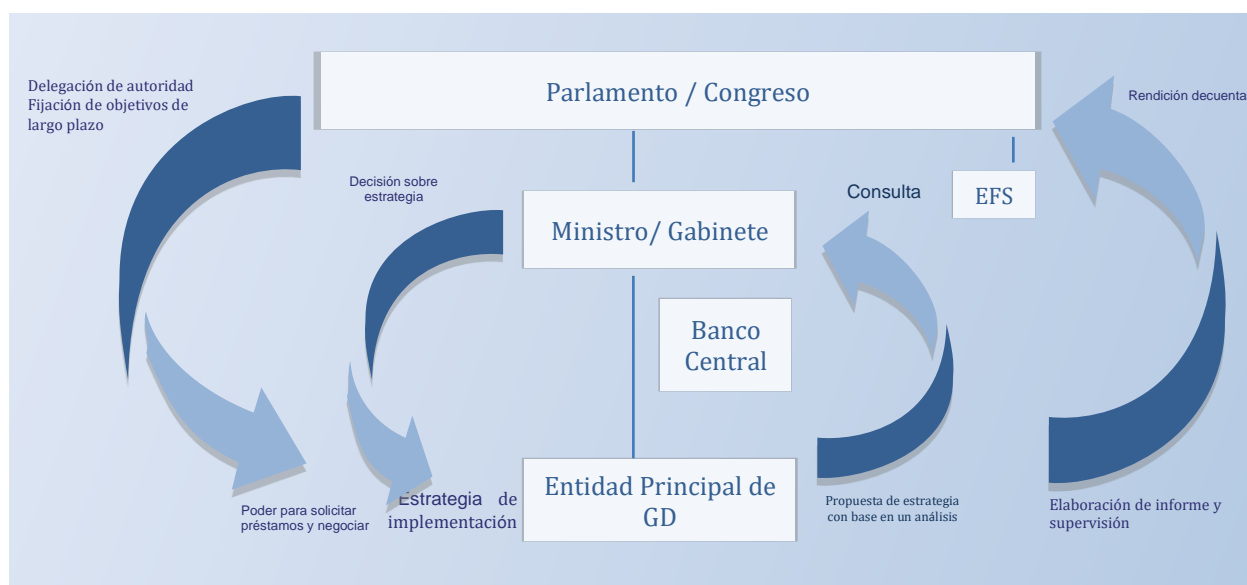 Delegación de autoridad
Fijación de objetivos de
largo plazo
Parlamento / Congreso
Rendición decuenta
Decisión sobre
estrategia
Consulta
EFS
Ministro/ Gabinete
Banco
Central
Entidad Principal de
GD
Poder para solicitar
préstamos y negociar
Estrategia de
implementación
Propuesta de estrategia
con base en un análisis
Elaboración de informe y
supervisión